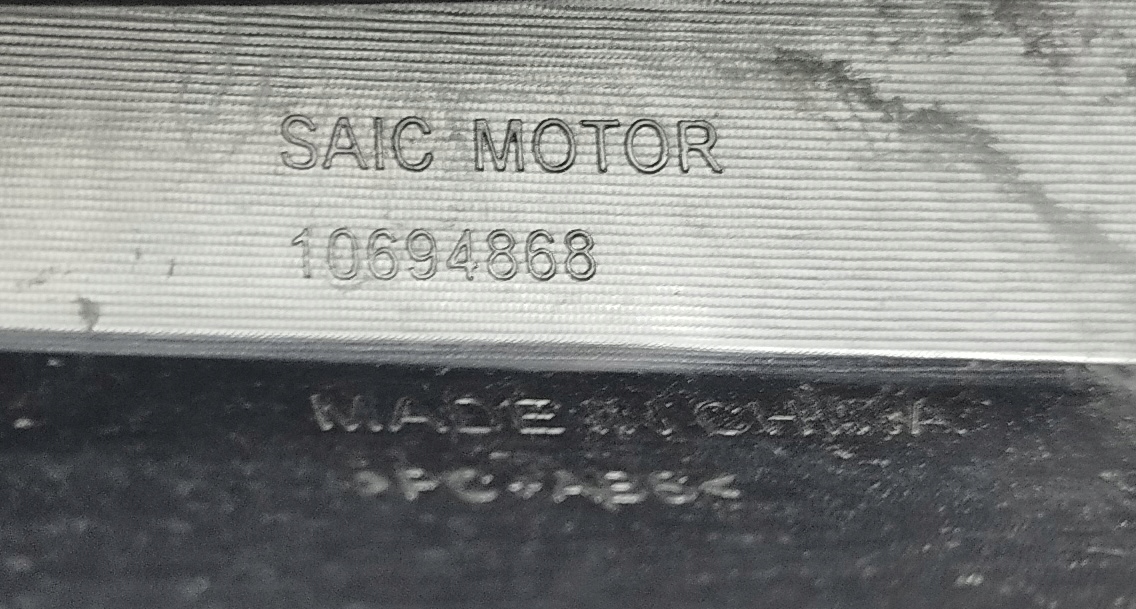 SAIC MOTOR
10694868
MADE IN CHINA
>PC+ABS<